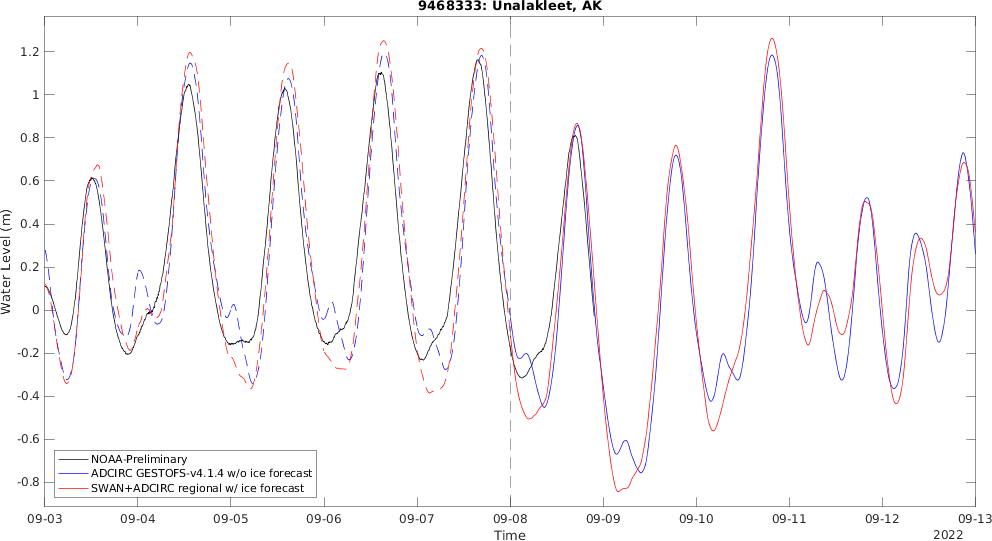 9468333: Unalakleet, AK
Water Level (m)
1.2
1
0.8
0.6
0.4
0.2
0
-0.2
-0.4
-0.6
-0.8
NOAA-Preliminary
ADCIRC GESTOFS-v4.1.4 w/o ice forecast
SWAN+ADCIRC regional w/ ice forecast
09-03 09-04 09-05 09-06 09-07 09-08 09-09 09-10 09-11 09-12 09-13
Time
2022